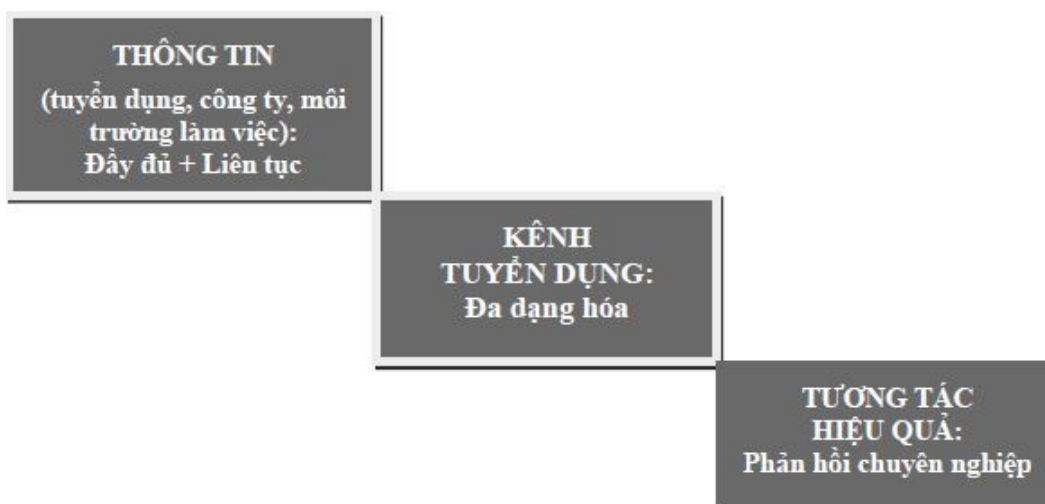 THÔNG TIN
(tuyển dụng, công ty, môi
trường làm việc):
Đầy đủ + Liên tục
KÊNH
TUYỂN DỤNG:
Đa dạng hóa
TƯƠNG TÁC
HIỆU QUẢ:
Phản hồi chuyên nghiệp